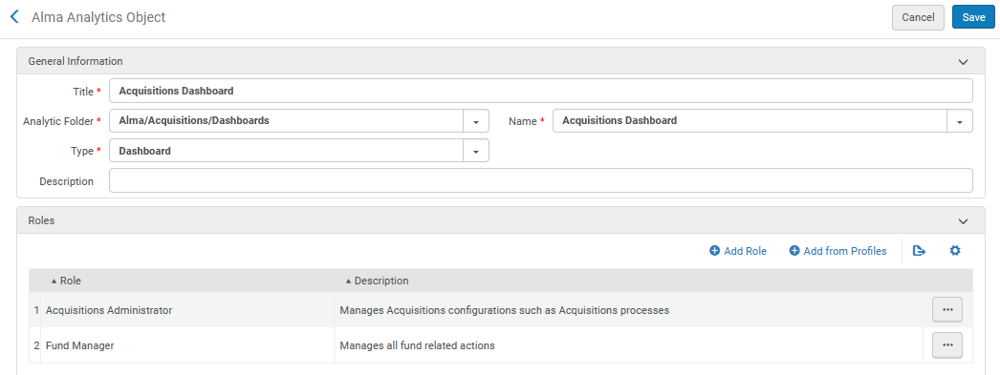 Alma Analytics Object
Cancel Save
General Information
Title * Acquisitions Dashboard
Analytic Folder * Alma/Acquisitions/Dashboards Name * Acquisitions Dashboard
Type * Dashboard
Description
Roles
Add Role Add from Profiles
Role Description
1 Acquisitions Administrator Manages Acquisitions configurations such as Acquisitions processes
2 Fund Manager Manages all fund related actions